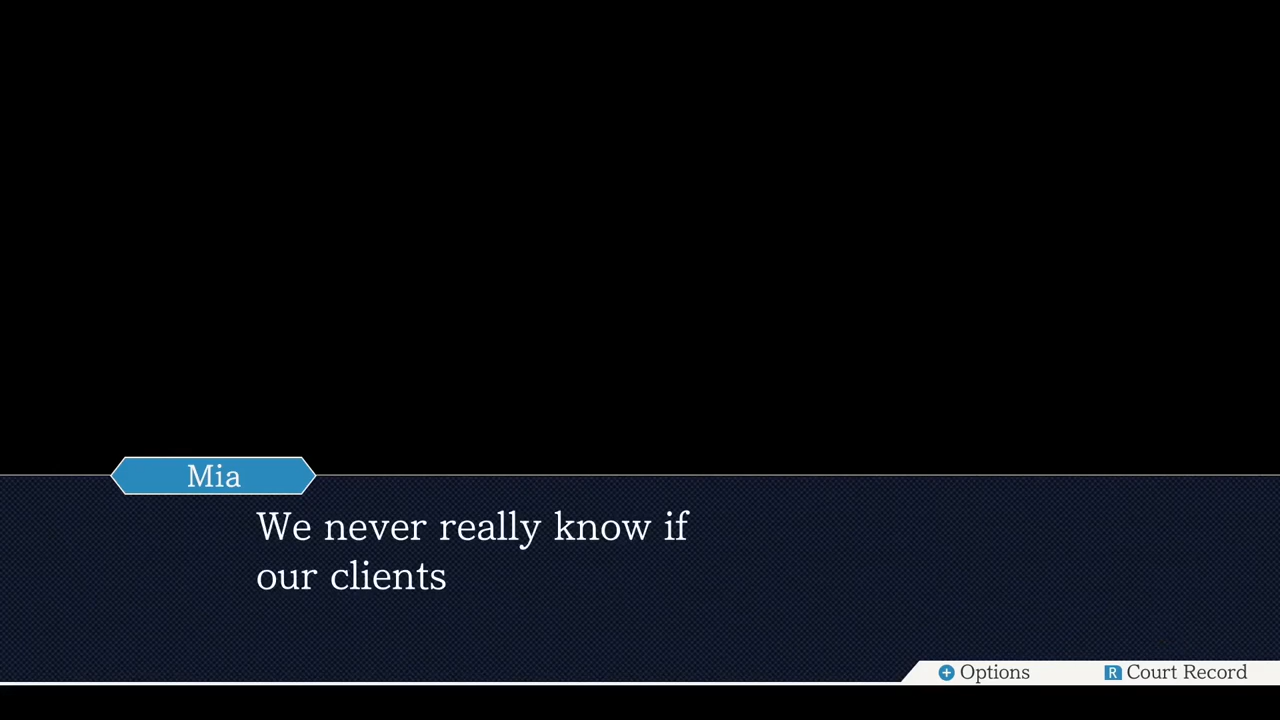 Mia
We never really know if
our clients
+ Options
R Court Record